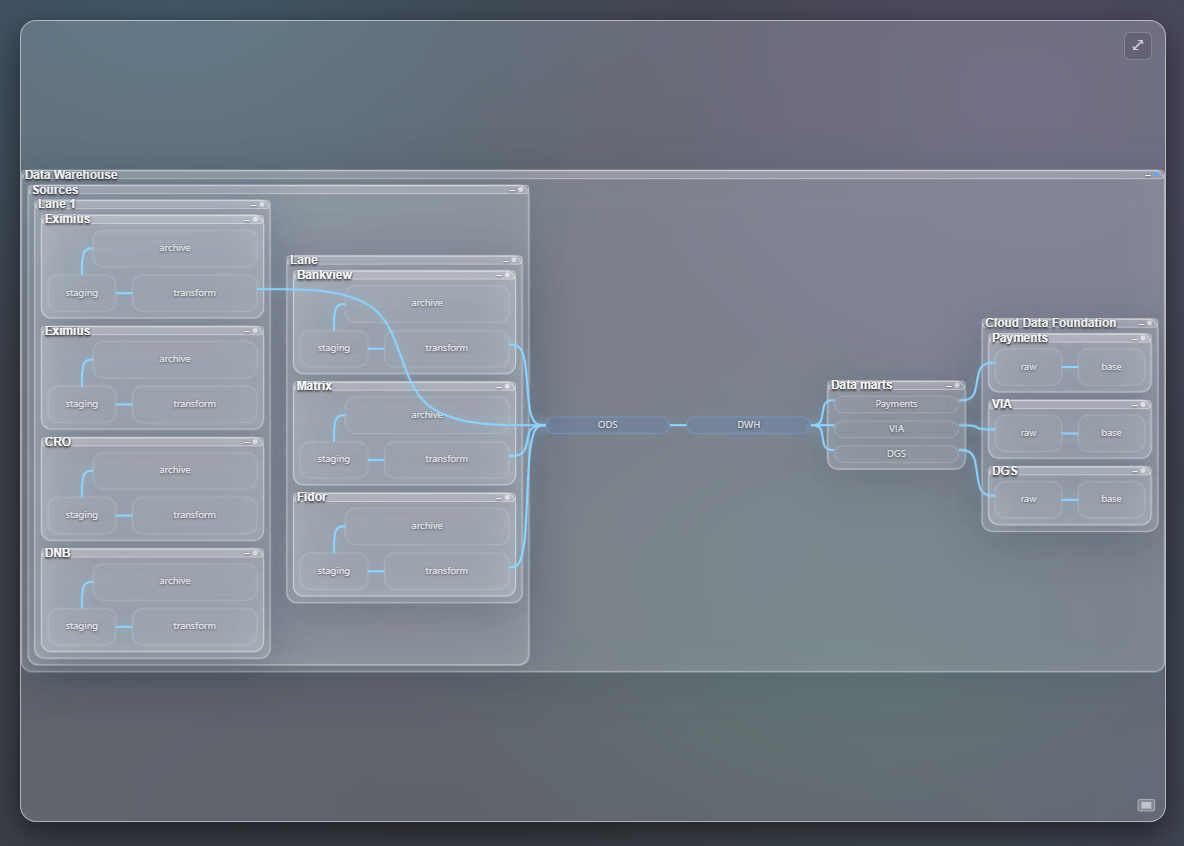 Data Warehouse
Sources
Lane 1
Eximius
archive
staging
transform
Eximius
archive
staging
transform
CRO
archive
staging
transform
DNB
archive
staging
transform
Lane
Bankview
archive
staging
transform
Matrix
archive
staging
transform
Fidor
archive
staging
transform
ODS
DWH
Data marts
Payments
VIA
DGS
Cloud Data Foundation
Payments
raw
base
VIA
raw
base
DGS
raw
base